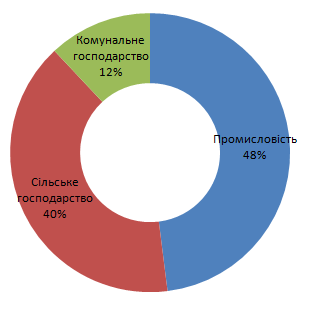 Комунальне
господарство
12%
Промисловість
48%
Сільське
господарство
40%